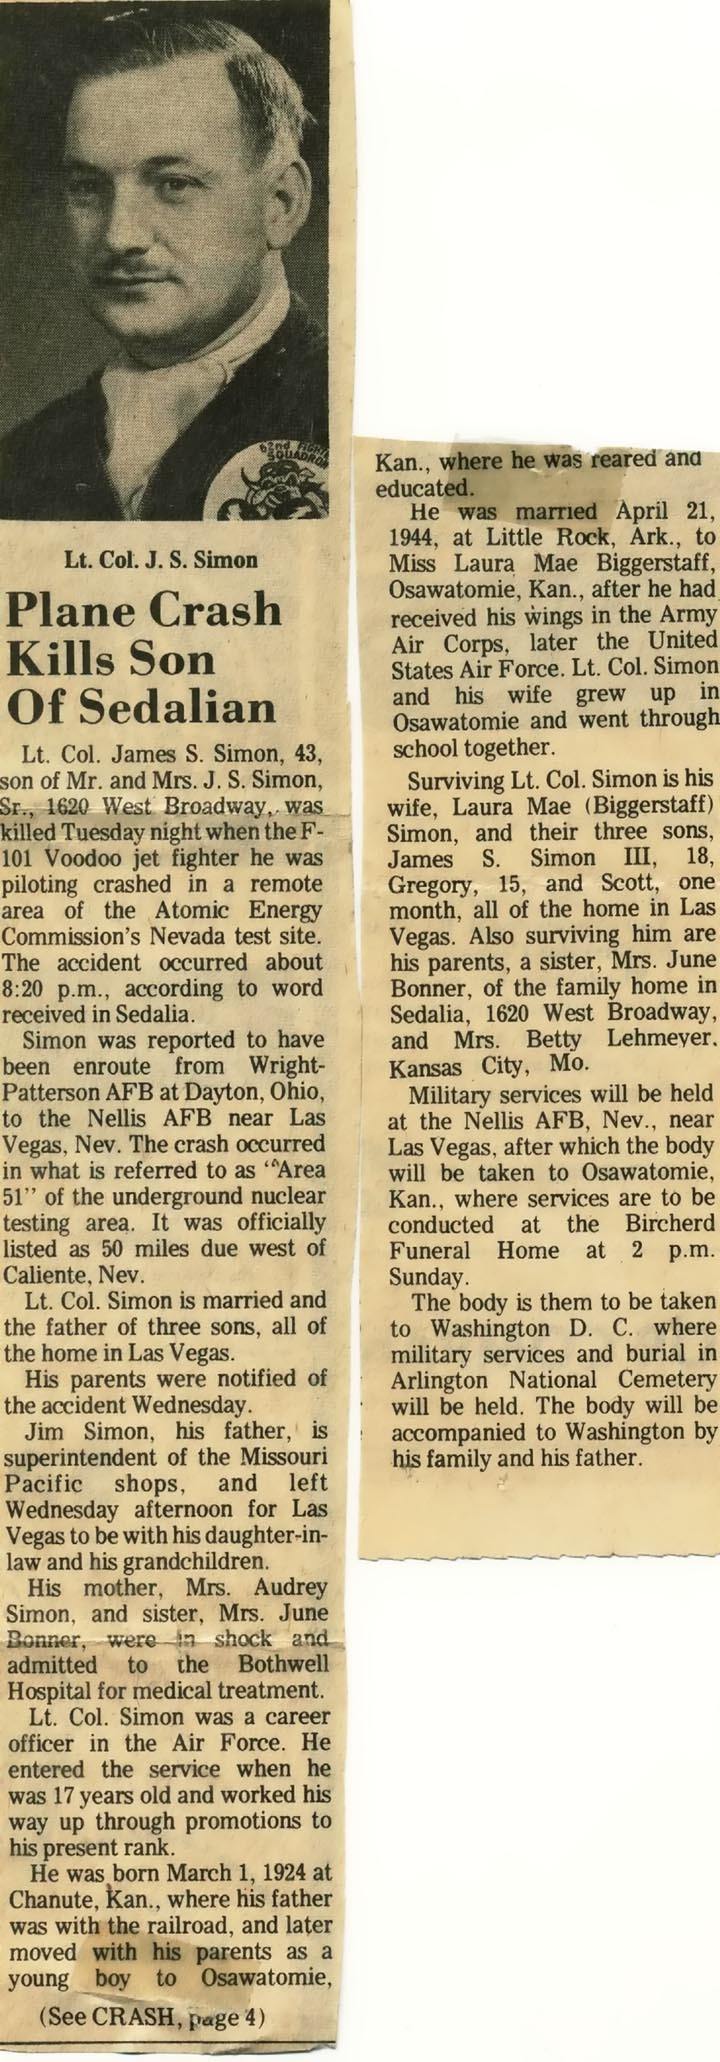 62nd FIGHTER
SQUADRON
Lt. Col. J. S. Simon
Plane Crash
Kills Son
Of Sedalian
Lt. Col. James S. Simon, 43,
son of Mr. and Mrs. J. S. Simon,
Sr., 1620 West Broadway, was
killed Tuesday night when the F-
101 Voodoo jet fighter he was
piloting crashed in a remote
area of the Atomic Energy
Commission's Nevada test site.
The accident occurred about
8:20 p.m., according to word
received in Sedalia.
Simon was reported to have
been enroute from Wright-
Patterson AFB at Dayton, Ohio,
to the Nellis AFB near Las
Vegas, Nev. The crash occurred
in what is referred to as "Area
51" of the underground nuclear
testing area. It was officially
listed as 50 miles due west of
Caliente, Nev.
Lt. Col. Simon is married and
the father of three sons, all of
the home in Las Vegas.
His parents were notified of
the accident Wednesday.
Jim Simon, his father, is
superintendent of the Missouri
Pacific shops, and left
Wednesday afternoon for Las
Vegas to be with his daughter-in-
law and his grandchildren.
His mother, Mrs. Audrey
Simon, and sister, Mrs. June
Bonner, were in shock and
admitted to the Bothwell
Hospital for medical treatment.
Lt. Col. Simon was a career
officer in the Air Force. He
entered the service when he
was 17 years old and worked his
way up through promotions to
his present rank.
He was born March 1, 1924 at
Chanute, Kan., where his father
was with the railroad, and later
moved with his parents as a
young boy to Osawatomie,
(See CRASH, page 4)
Kan., where he was reared and
educated.
He was married April 21,
1944, at Little Rock, Ark., to
Miss Laura Mae Biggerstaff,
Osawatomie, Kan., after he had
received his wings in the Army
Air Corps, later the United
States Air Force. Lt. Col. Simon
and his wife grew up in
Osawatomie and went through
school together.
Surviving Lt. Col. Simon is his
wife, Laura Mae (Biggerstaff)
Simon, and their three sons,
James S. Simon III, 18,
Gregory, 15, and Scott, one
month, all of the home in Las
Vegas. Also surviving him are
his parents, a sister, Mrs. June
Bonner, of the family home in
Sedalia, 1620 West Broadway,
and Mrs. Betty Lehmeyer,
Kansas City, Mo.
Military services will be held
at the Nellis AFB, Nev., near
Las Vegas, after which the body
will be taken to Osawatomie,
Kan., where services are to be
conducted at the Bircherd
Funeral Home at 2 p.m.
Sunday.
The body is them to be taken
to Washington D. C. where
military services and burial in
Arlington National Cemetery
will be held. The body will be
accompanied to Washington by
his family and his father.